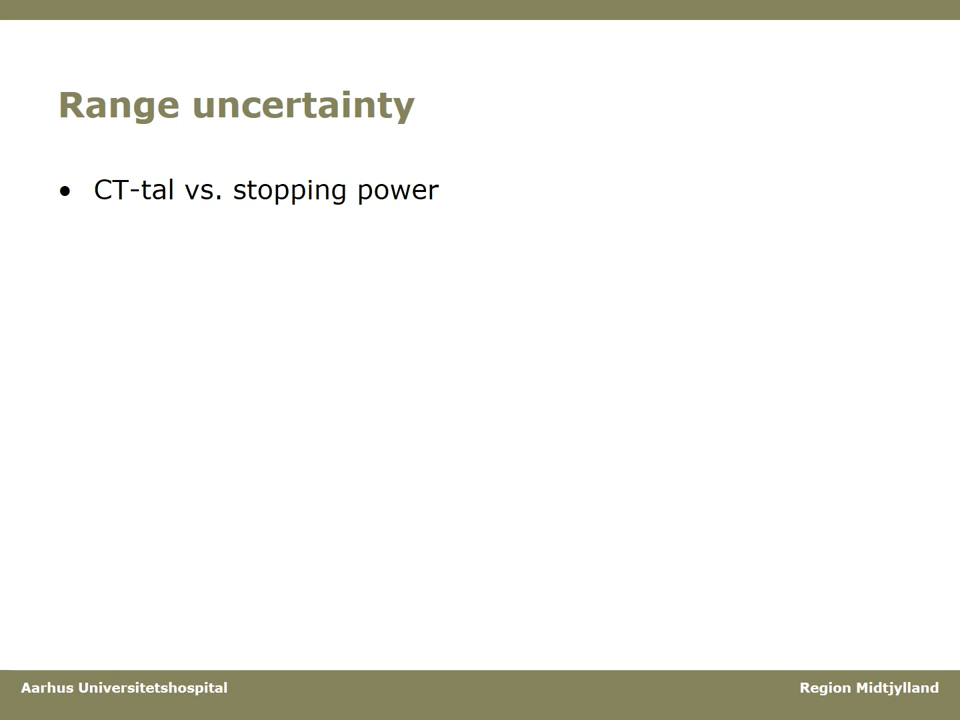 Range uncertainty
• CT-tal vs. stopping power
Aarhus Universitetshospital
Region Midtjylland